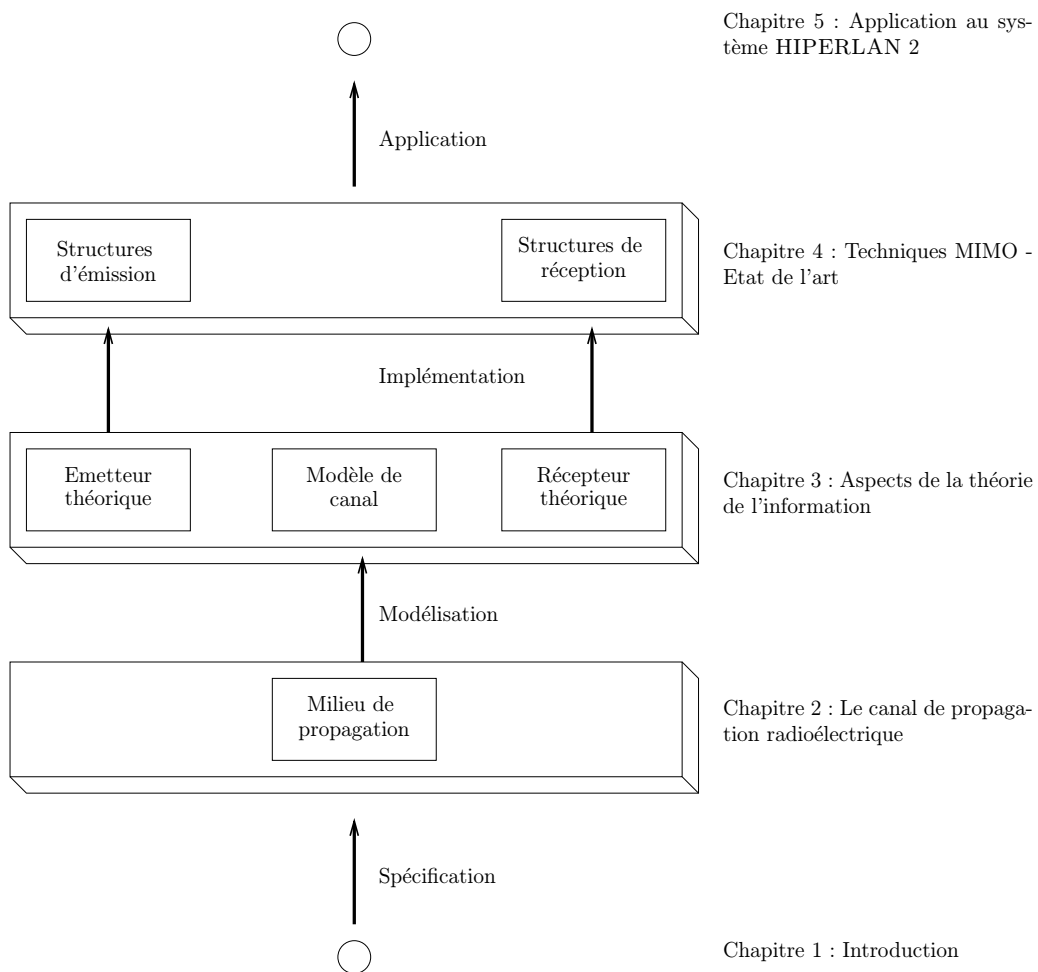 Chapitre 5 : Application au sys-
tème HIPERLAN 2
Application
Structures
d'émission
Structures de
réception
Chapitre 4 : Techniques MIMO -
Etat de l'art
Implémentation
Emetteur
théorique
Modèle de
canal
Récepteur
théorique
Chapitre 3 : Aspects de la théorie
de l'information
Modélisation
Milieu de
propagation
Chapitre 2 : Le canal de propaga-
tion radioélectrique
Spécification
Chapitre 1 : Introduction